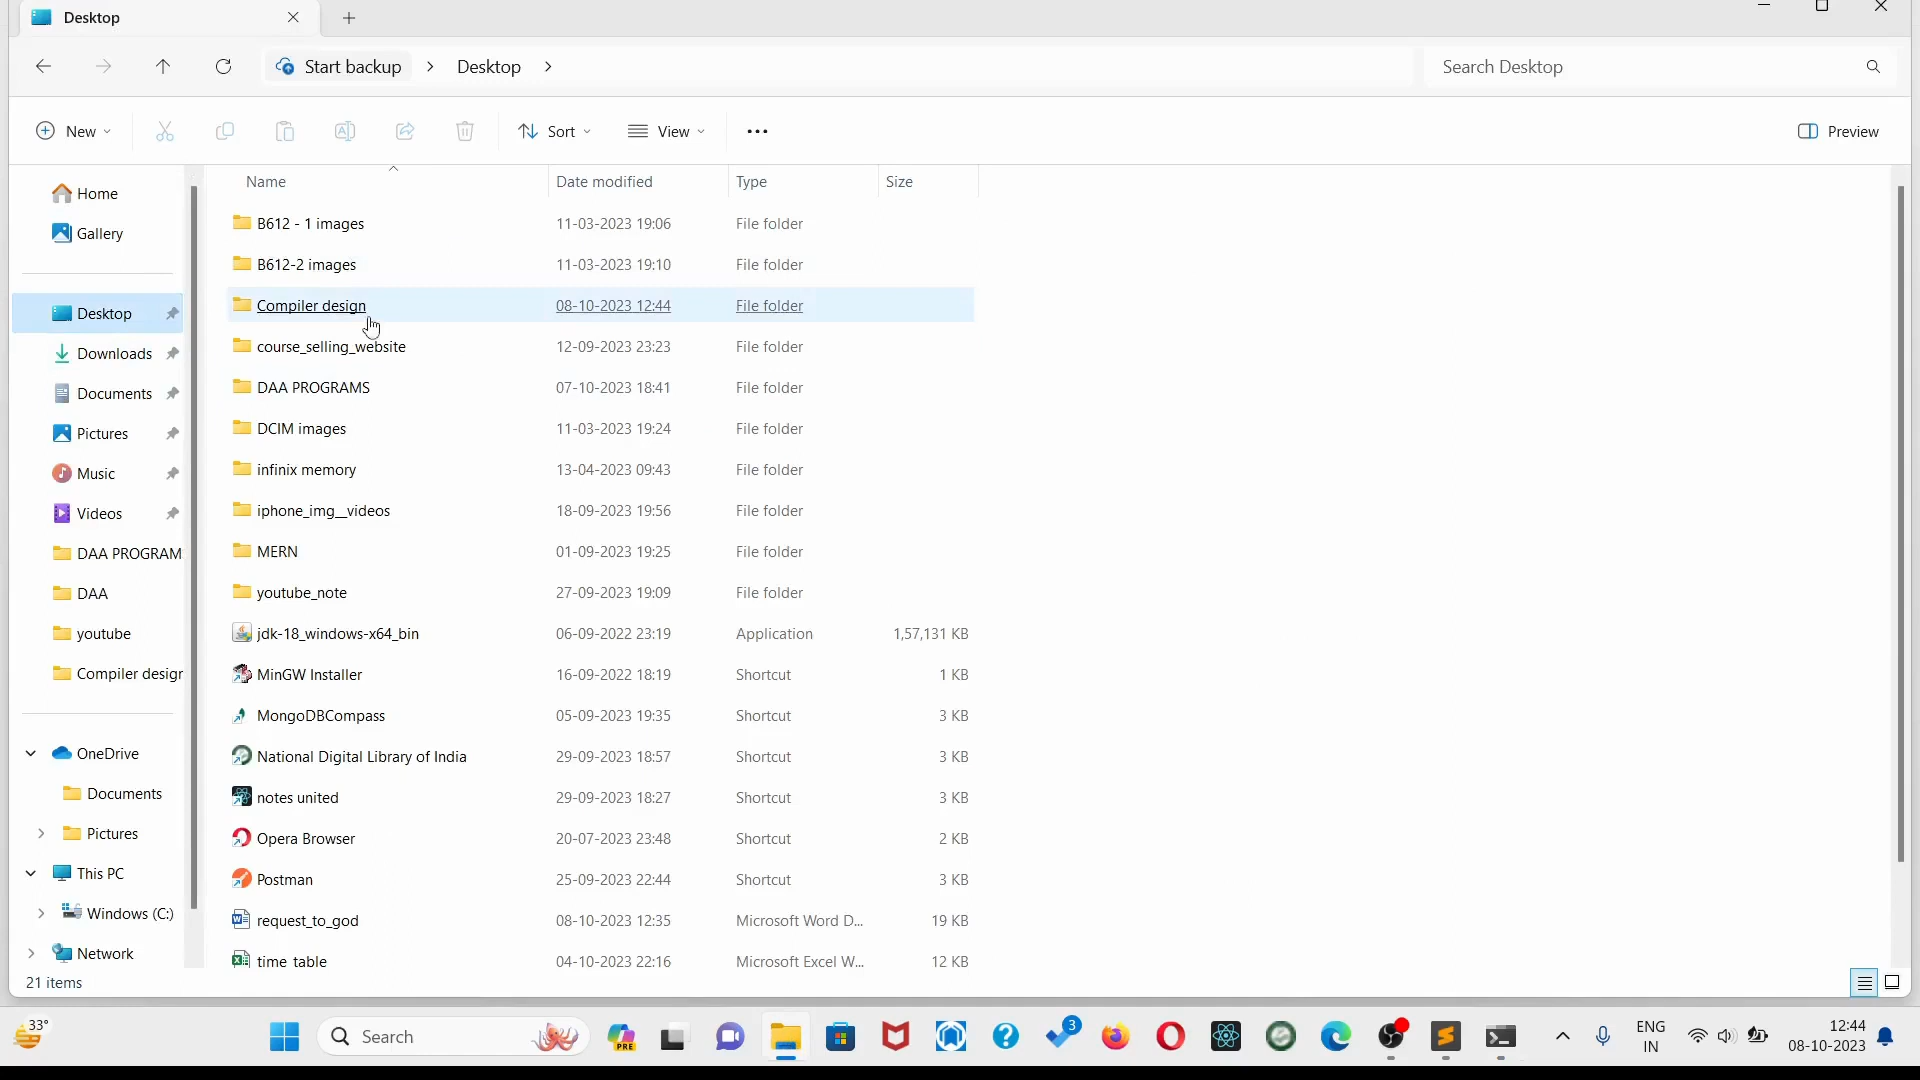 Desktop
Start backup > Desktop >
Search Desktop
New
Sort
View
Preview
Name
Date modified
Type
Size
Home
Gallery
Desktop
Downloads
Documents
Pictures
Music
Videos
DAA PROGRAM
DAA
youtube
Compiler design
OneDrive
Documents
Pictures
This PC
Windows (C:)
Network
B612 - 1 images 11-03-2023 19:06 File folder
B612-2 images 11-03-2023 19:10 File folder
Compiler design 08-10-2023 12:44 File folder
course_selling_website 12-09-2023 23:23 File folder
DAA PROGRAMS 07-10-2023 18:41 File folder
DCIM images 11-03-2023 19:24 File folder
infinix memory 13-04-2023 09:43 File folder
iphone_img__videos 18-09-2023 19:56 File folder
MERN 01-09-2023 19:25 File folder
youtube_note 27-09-2023 19:09 File folder
jdk-18_windows-x64_bin 06-09-2022 23:19 Application 1,57,131 KB
MinGW Installer 16-09-2022 18:19 Shortcut 1 KB
MongoDBCompass 05-09-2023 19:35 Shortcut 3 KB
National Digital Library of India 29-09-2023 18:57 Shortcut 3 KB
notes united 29-09-2023 18:27 Shortcut 3 KB
Opera Browser 20-07-2023 23:48 Shortcut 2 KB
Postman 25-09-2023 22:44 Shortcut 3 KB
request_to_god 08-10-2023 12:35 Microsoft Word D... 19 KB
time table 04-10-2023 22:16 Microsoft Excel W... 12 KB
21 items
33°
Search
PRE
3
ENG
IN
12:44
08-10-2023